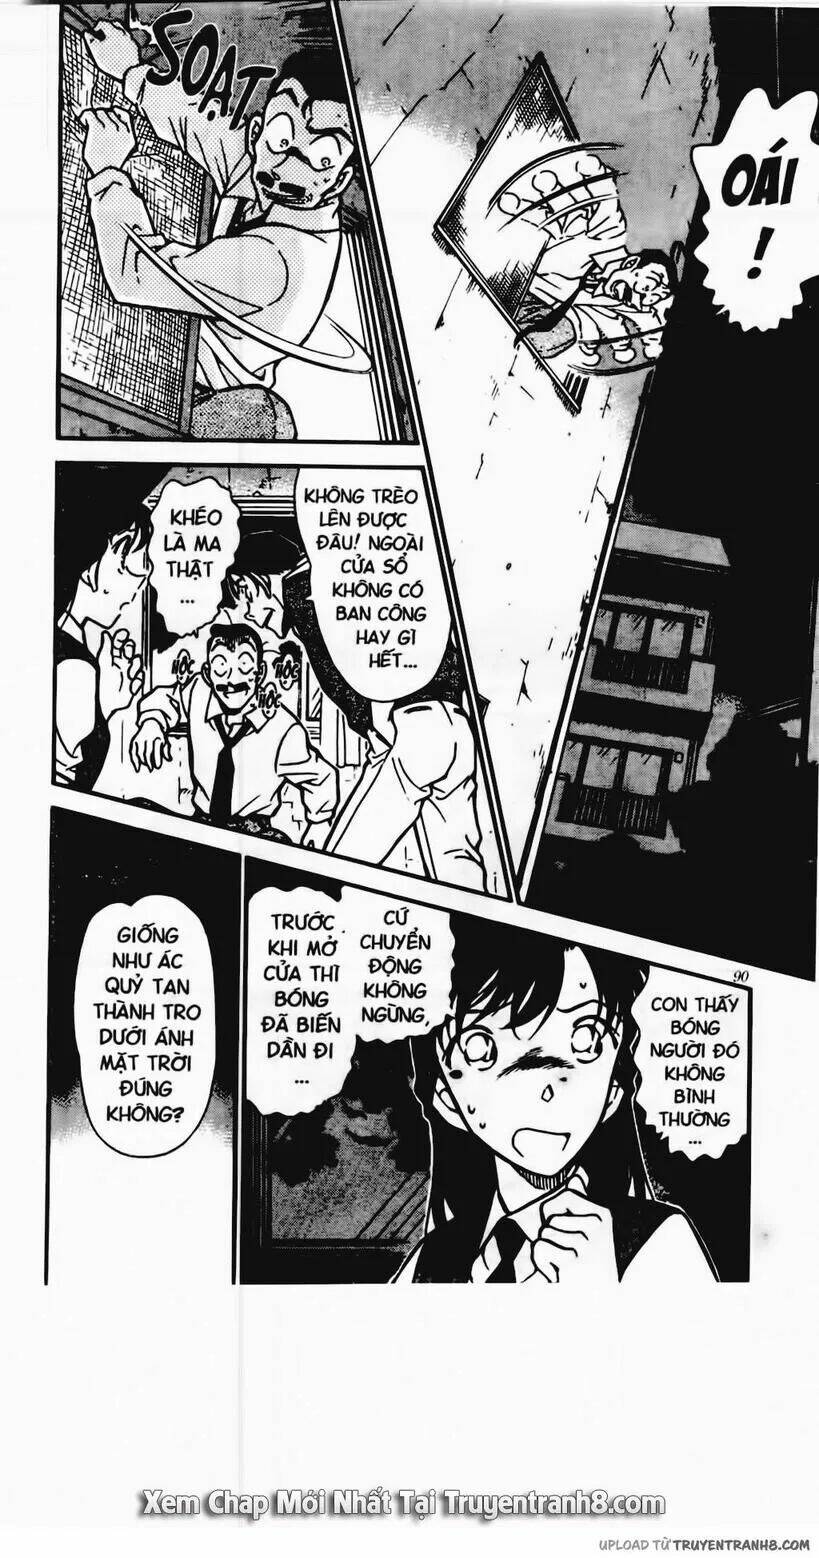 OÁI
!
SOẠT
KHÔNG TRÈO
LÊN ĐƯỢC
ĐÂU! NGOÀI
CỬA SỔ
KHÔNG CÓ
BAN CÔNG
HAY GÌ
HẾT...
KHÉO
LÀ MA
THẬT
...
HỘC
HỘC
HỘC
HỘC
90
CON THẤY
BÓNG
NGƯỜI ĐÓ
KHÔNG
BÌNH
THƯỜNG
...
CỨ
CHUYỂN
ĐỘNG
KHÔNG
NGỪNG,
TRƯỚC
KHI MỞ
CỬA THÌ
BÓNG
ĐÃ BIẾN
DẦN ĐI
...
GIỐNG
NHƯ ÁC
QUỶ TAN
THÀNH TRO
DƯỚI ÁNH
MẶT TRỜI
ĐÚNG
KHÔNG?
Xem Chap Mới Nhất Tại Truyentranh8.com
UPLOAD TỪ TRUYENTRANH8.COM